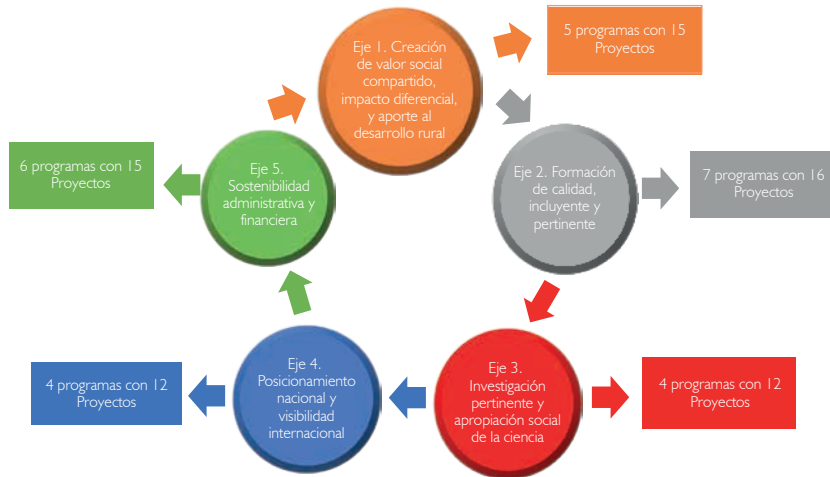 Eje 1. Creación
de valor social
compartido,
impacto diferencial,
y aporte al
desarrollo rural
5 programas con 15
Proyectos
Eje 2. Formación
de calidad,
incluyente y
pertinente
7 programas con 16
Proyectos
Eje 3.
Investigación
pertinente y
apropiación social
de la ciencia
4 programas con 12
Proyectos
Eje 4.
Posicionamiento
nacional y
visibilidad
internacional
4 programas con 12
Proyectos
Eje 5.
Sostenibilidad
administrativa y
financiera
6 programas con 15
Proyectos